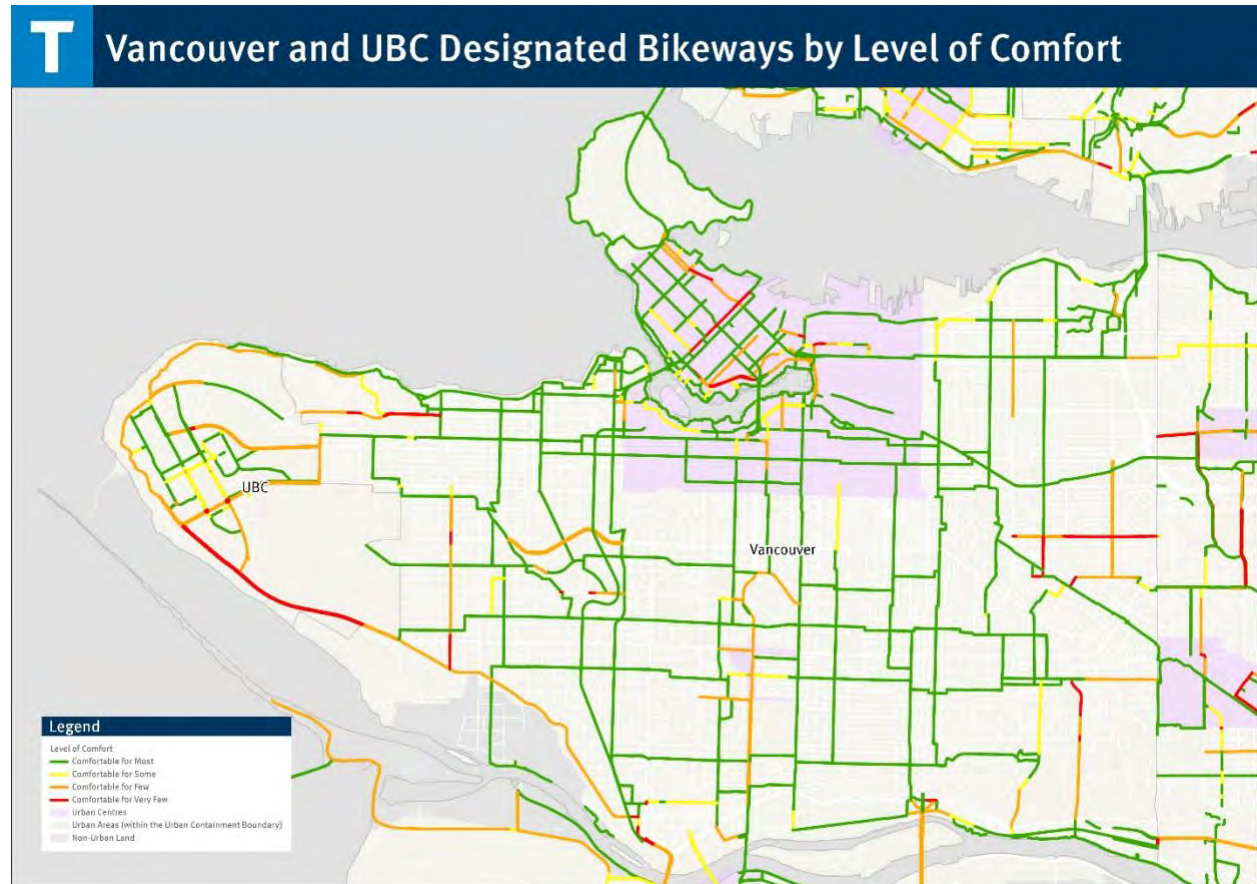 T
Vancouver and UBC Designated Bikeways by Level of Comfort
UBC
Vancouver
Legend
Level of Comfort
Comfortable for Most
Comfortable for Some
Comfortable for Few
Comfortable for Very Few
Urban Centres
Urban Areas (within the Urban Containment Boundary)
Non-Urban Land